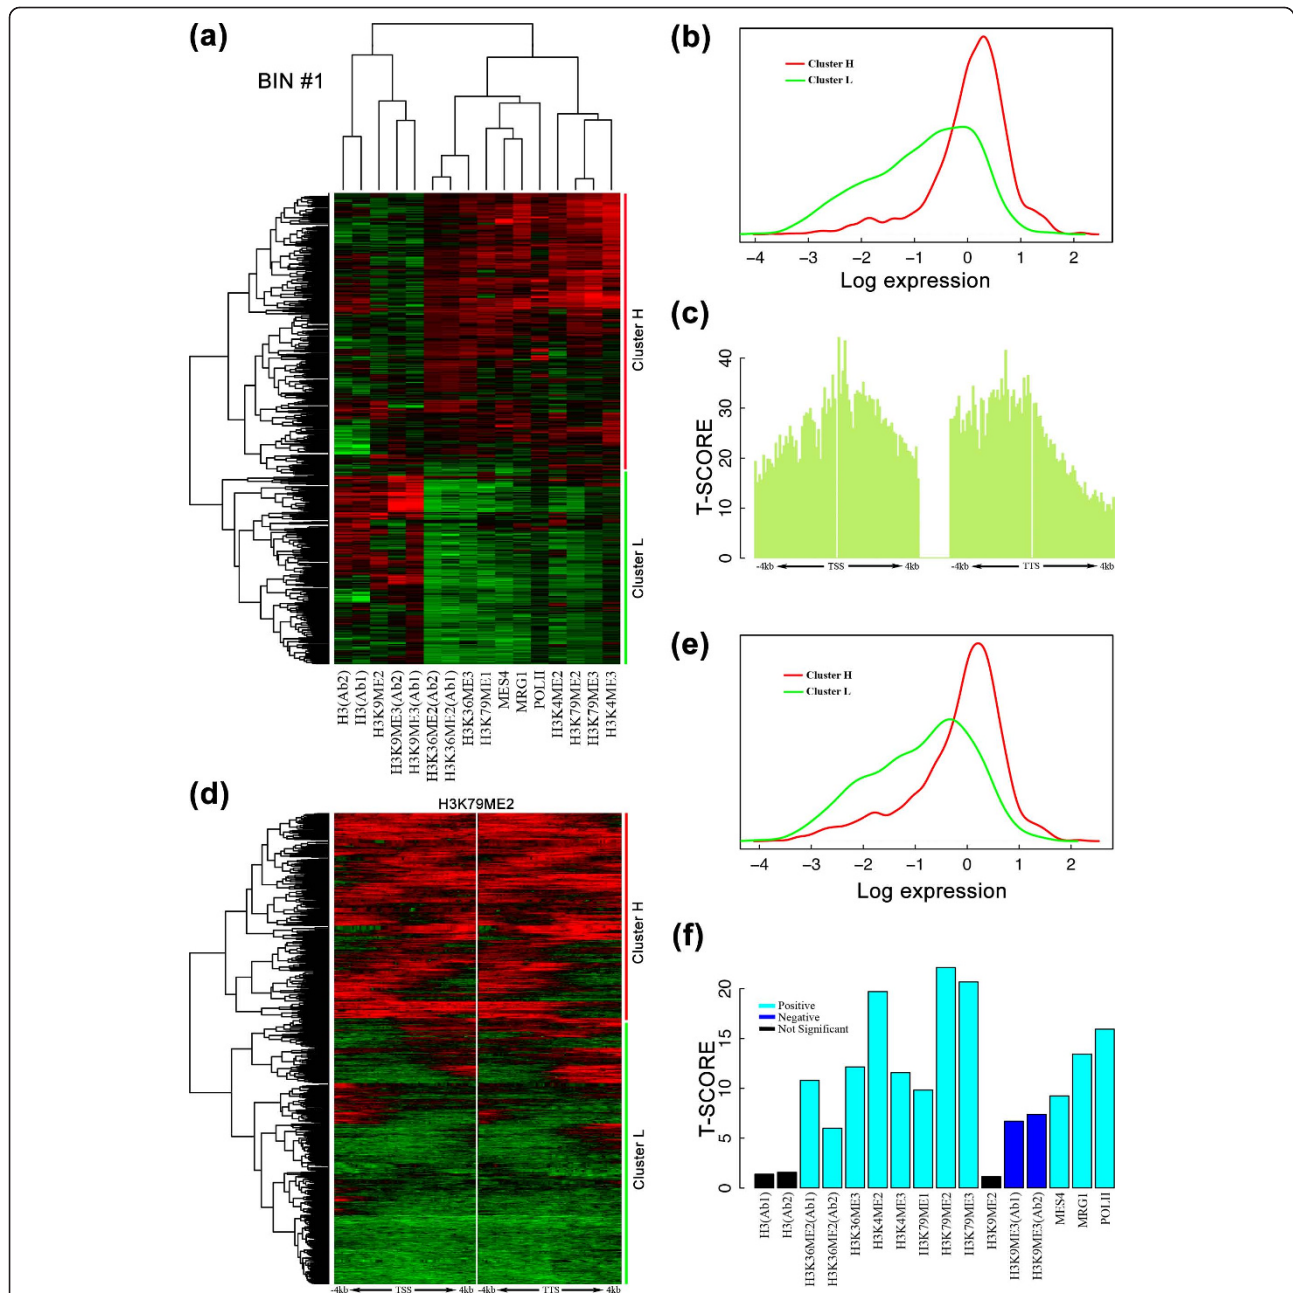 (a)
BIN #1
Cluster H
Cluster L
H3(Ab2)
H3(Ab1)
H3K9ME2
H3K9ME3(Ab2)
H3K9ME3(Ab1)
H3K36ME2(Ab2)
H3K36ME2(Ab1)
H3K36ME3
H3K79ME1
MES4
MRG1
POLII
H3K4ME2
H3K79ME2
H3K79ME3
H3K4ME3
(b)
Cluster H
Cluster L
−4 −3 −2 −1 0 1 2
Log expression
(c)
T-SCORE
40
30
20
10
0
-4kb TSS 4kb -4kb TTS 4kb
(d)
H3K79ME2
Cluster H
Cluster L
-4kb TSS 4kb -4kb TTS 4kb
(e)
Cluster H
Cluster L
−4 −3 −2 −1 0 1 2
Log expression
(f)
Positive
Negative
Not Significant
T-SCORE
20
15
10
5
0
H3(Ab1)
H3(Ab2)
H3K36ME2(Ab1)
H3K36ME2(Ab2)
H3K36ME3
H3K4ME2
H3K4ME3
H3K79ME1
H3K79ME2
H3K79ME3
H3K9ME2
H3K9ME3(Ab1)
H3K9ME3(Ab2)
MES4
MRG1
POLII